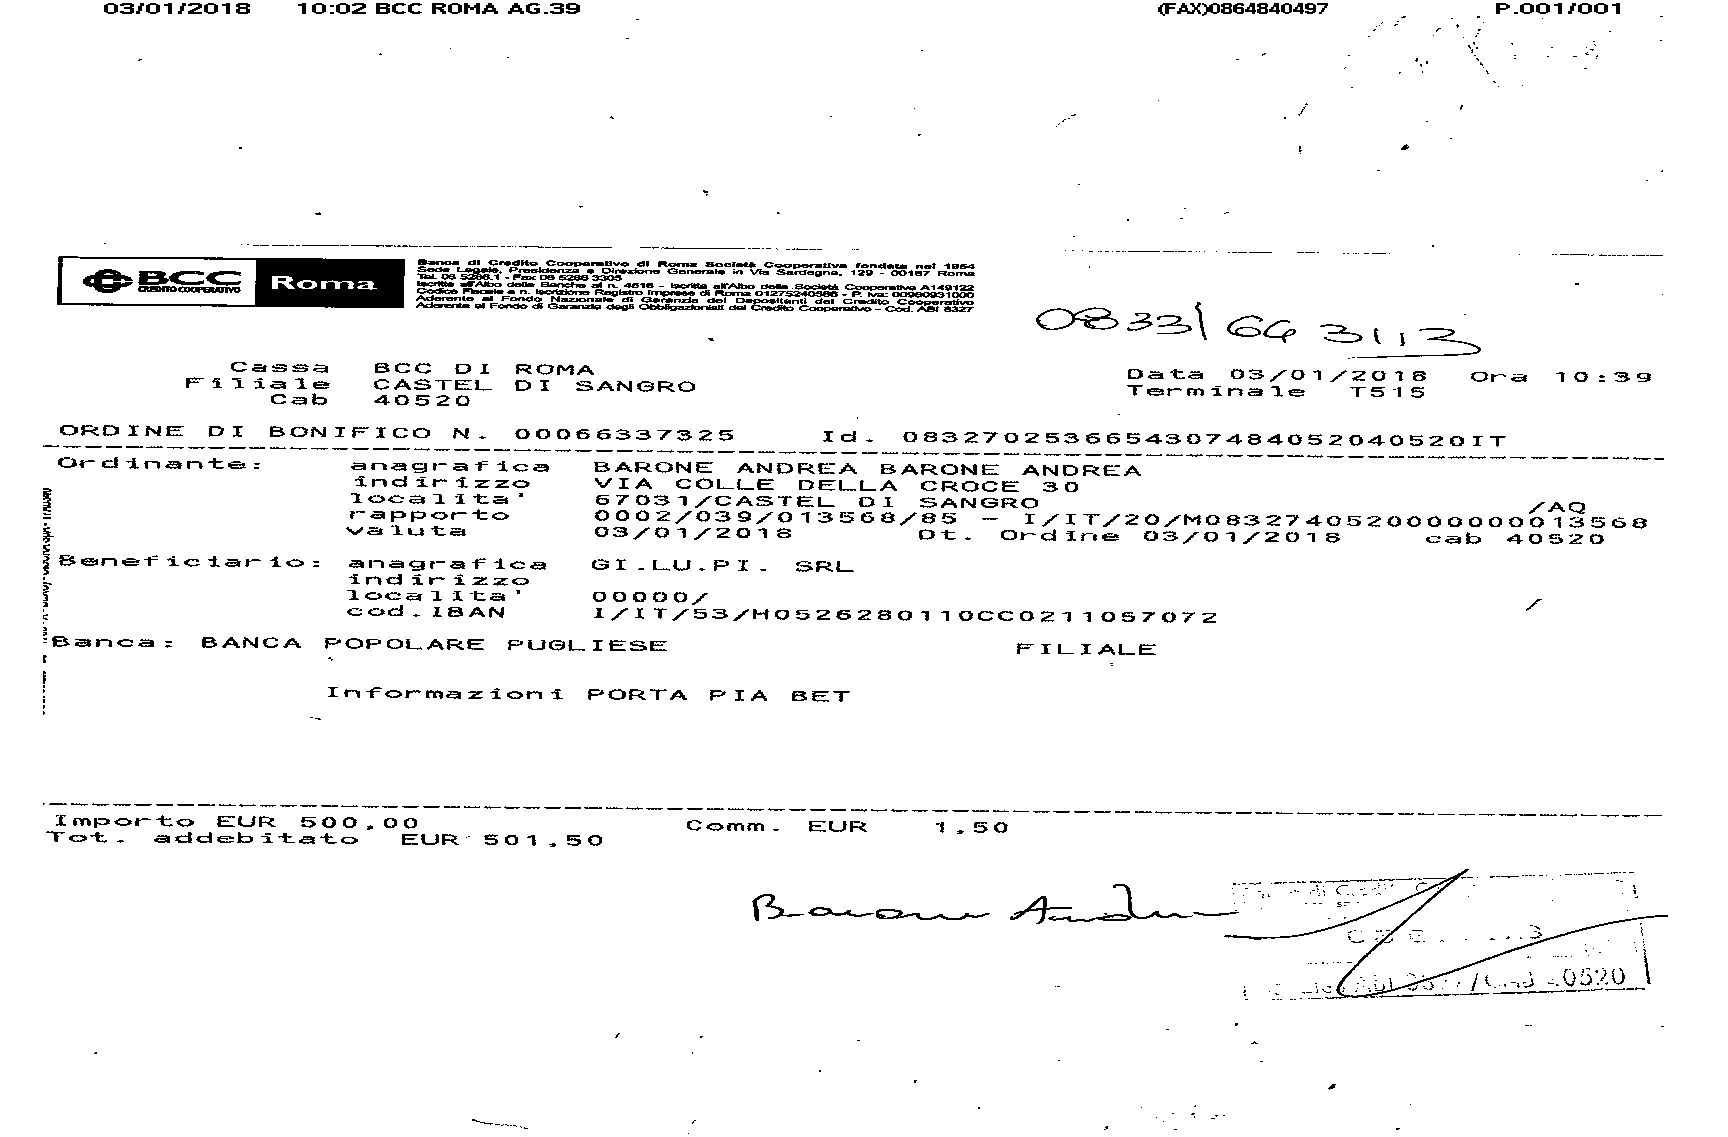 03/01/2018 10:02 BCC ROMA AG.39 (FAX)0864840497 P.001/001
BCC Roma
CREDITO COOPERATIVO
Banca di Credito Cooperativo di Roma Società Cooperativa fondata nel 1954
Sede Legale, Presidenza e Direzione Generale in Via Sardegna, 129 - 00187 Roma
Tel. 06 5286.1 - Fax 06 5286 3305
Iscritta all'Albo delle Banche al n. 4516 - Iscritta all'Albo delle Società Cooperative A149122
Codice Fiscale e n. iscrizione Registro Imprese di Roma 01275240586 - P. Iva: 00980931000
Aderente al Fondo Nazionale di Garanzia dei Depositanti del Credito Cooperativo
Aderente al Fondo di Garanzia degli Obbligazionisti del Credito Cooperativo - Cod. ABI 8327
0833/643113
Cassa BCC DI ROMA
Filiale CASTEL DI SANGRO
Cab 40520
Data 03/01/2018 Ora 10:39
Terminale T515
ORDINE DI BONIFICO N. 00066337325 Id. 0832702536654307484052040520IT
Ordinante: anagrafica BARONE ANDREA BARONE ANDREA
indirizzo VIA COLLE DELLA CROCE 30
localita' 67031/CASTEL DI SANGRO /AQ
rapporto 0002/039/013568/85 - I/IT/20/M0832740520000000013568
valuta 03/01/2018 Dt. Ordine 03/01/2018 cab 40520
Beneficiario: anagrafica GI.LU.PI. SRL
indirizzo
localita' 00000/
cod.IBAN I/IT/53/M0526280110CC0211057072
Banca: BANCA POPOLARE PUGLIESE FILIALE
Informazioni PORTA PIA BET
Importo EUR 500,00 Comm. EUR 1,50
Tot. addebitato EUR 501,50
Barone Andrea
40520